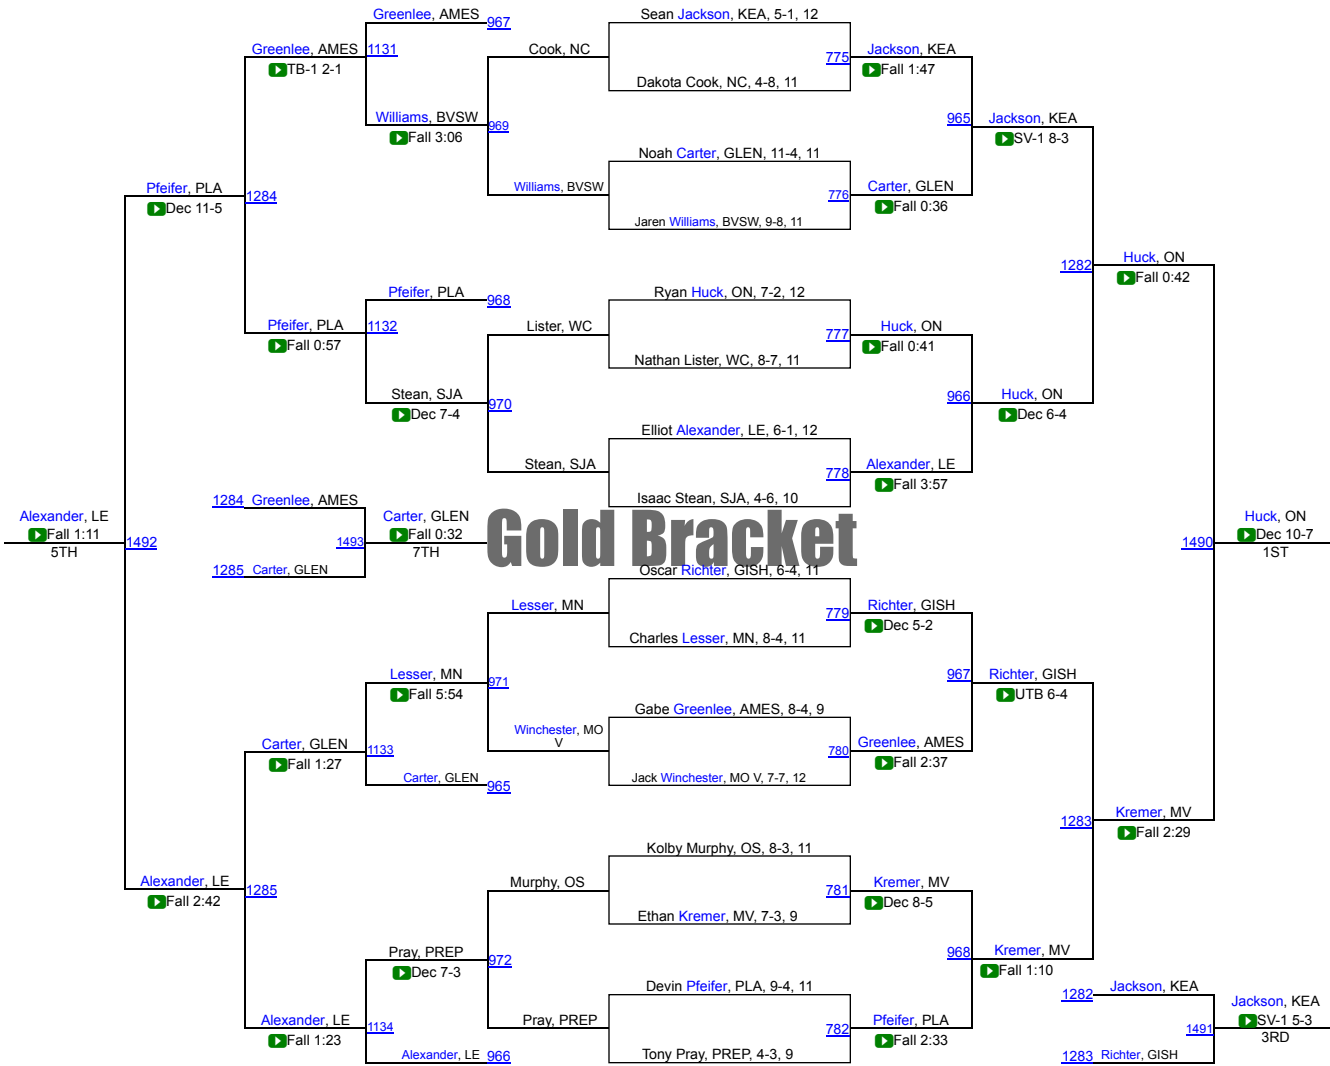 Greenlee, AMES
967
Sean Jackson, KEA, 5-1, 12
Greenlee, AMES
1131
TB-1 2-1
Cook, NC
775
Jackson, KEA
Fall 1:47
Dakota Cook, NC, 4-8, 11
Williams, BVSW
969
Fall 3:06
965
Jackson, KEA
SV-1 8-3
Noah Carter, GLEN, 11-4, 11
Pfeifer, PLA
1284
Dec 11-5
Williams, BVSW
776
Carter, GLEN
Fall 0:36
Jaren Williams, BVSW, 9-8, 11
1282
Huck, ON
Fall 0:42
Pfeifer, PLA
968
Ryan Huck, ON, 7-2, 12
Pfeifer, PLA
1132
Fall 0:57
Lister, WC
777
Huck, ON
Fall 0:41
Nathan Lister, WC, 8-7, 11
Stean, SJA
970
Dec 7-4
966
Huck, ON
Dec 6-4
Elliot Alexander, LE, 6-1, 12
Stean, SJA
778
Alexander, LE
Fall 3:57
Isaac Stean, SJA, 4-6, 10
1284 Greenlee, AMES
Alexander, LE
Fall 1:11
5TH
1492
1493
Carter, GLEN
Fall 0:32
7TH
Gold Bracket
1490
Huck, ON
Dec 10-7
1ST
1285 Carter, GLEN
Oscar Richter, GISH, 6-4, 11
Lesser, MN
779
Richter, GISH
Dec 5-2
Charles Lesser, MN, 8-4, 11
Lesser, MN
971
Fall 5:54
967
Richter, GISH
UTB 6-4
Gabe Greenlee, AMES, 8-4, 9
Winchester, MO
V
780
Greenlee, AMES
Fall 2:37
Carter, GLEN
1133
Fall 1:27
Jack Winchester, MO V, 7-7, 12
Carter, GLEN
965
1283
Kremer, MV
Fall 2:29
Kolby Murphy, OS, 8-3, 11
Alexander, LE
1285
Fall 2:42
Murphy, OS
781
Kremer, MV
Dec 8-5
Ethan Kremer, MV, 7-3, 9
Pray, PREP
972
Dec 7-3
968
Kremer, MV
Fall 1:10
Devin Pfeifer, PLA, 9-4, 11
1282 Jackson, KEA
Alexander, LE
1134
Fall 1:23
Pray, PREP
782
Pfeifer, PLA
Fall 2:33
1491
Jackson, KEA
SV-1 5-3
3RD
Alexander, LE 966
Tony Pray, PREP, 4-3, 9
1283 Richter, GISH